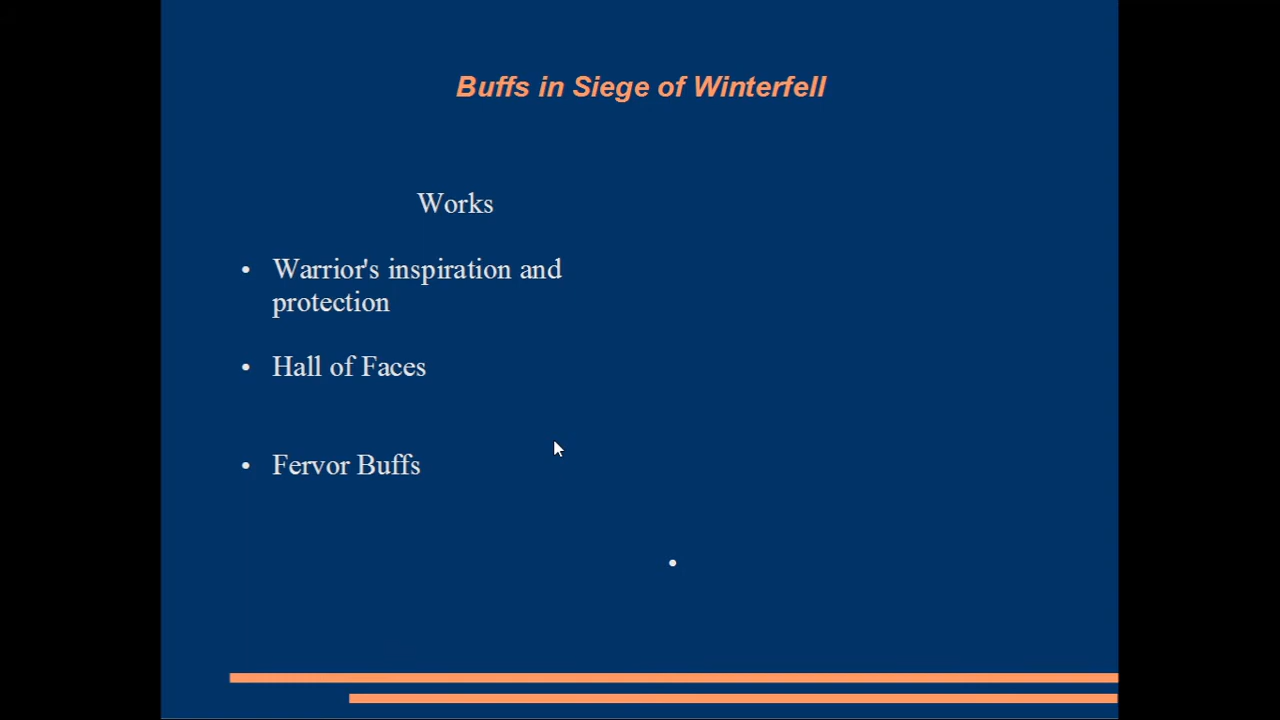 Buffs in Siege of Winterfell
Works
• Warrior's inspiration and
protection
• Hall of Faces
• Fervor Buffs
•